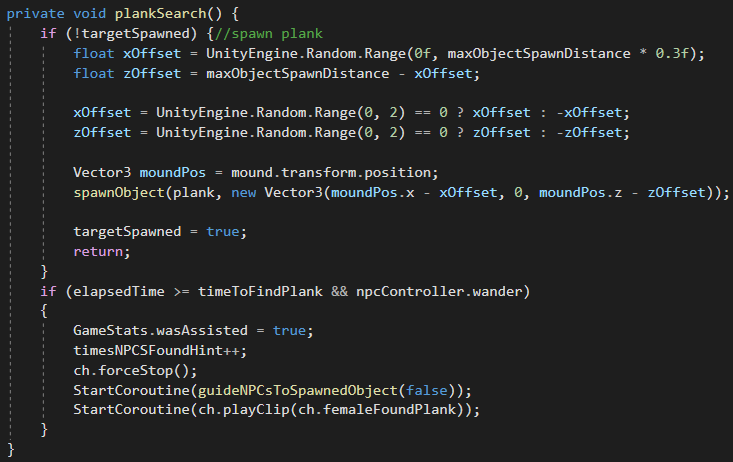 private void plankSearch() {
if (!targetSpawned) {//spawn plank
float xOffset = UnityEngine.Random.Range(0f, maxObjectSpawnDistance * 0.3f);
float zOffset = maxObjectSpawnDistance - xOffset;
xOffset = UnityEngine.Random.Range(0, 2) == 0 ? xOffset : -xOffset;
zOffset = UnityEngine.Random.Range(0, 2) == 0 ? zOffset : -zOffset;
Vector3 moundPos = mound.transform.position;
spawnObject(plank, new Vector3(moundPos.x - xOffset, 0, moundPos.z - zOffset));
targetSpawned = true;
return;
}
if (elapsedTime >= timeToFindPlank && npcController.wander)
{
GameStats.wasAssisted = true;
timesNPCSFoundHint++;
ch.forceStop();
StartCoroutine(guideNPCsToSpawnedObject(false));
StartCoroutine(ch.playClip(ch.femaleFoundPlank));
}
}